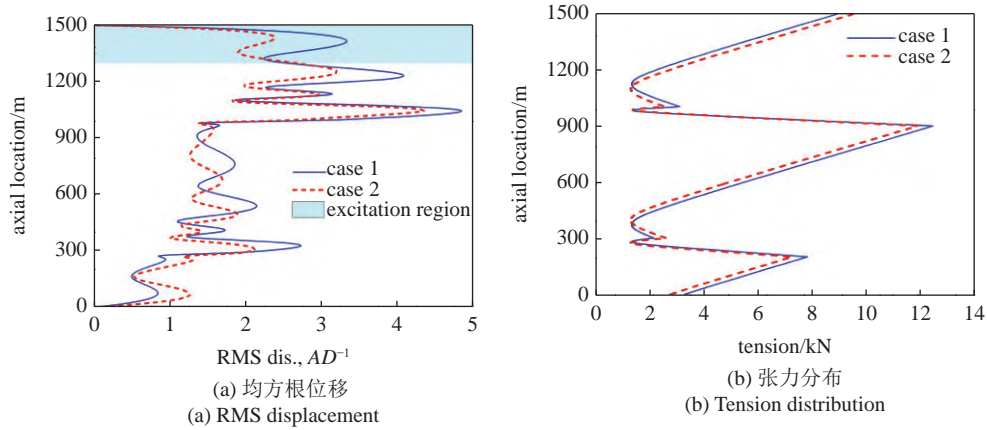 1500
1200
900
600
300
0
axial location/m
case 1
case 2
excitation region
0 1 2 3 4 5
RMS dis., AD⁻¹
(a) 均方根位移
(a) RMS displacement
1500
1200
900
600
300
0
axial location/m
case 1
case 2
0 2 4 6 8 10 12 14
tension/kN
(b) 张力分布
(b) Tension distribution